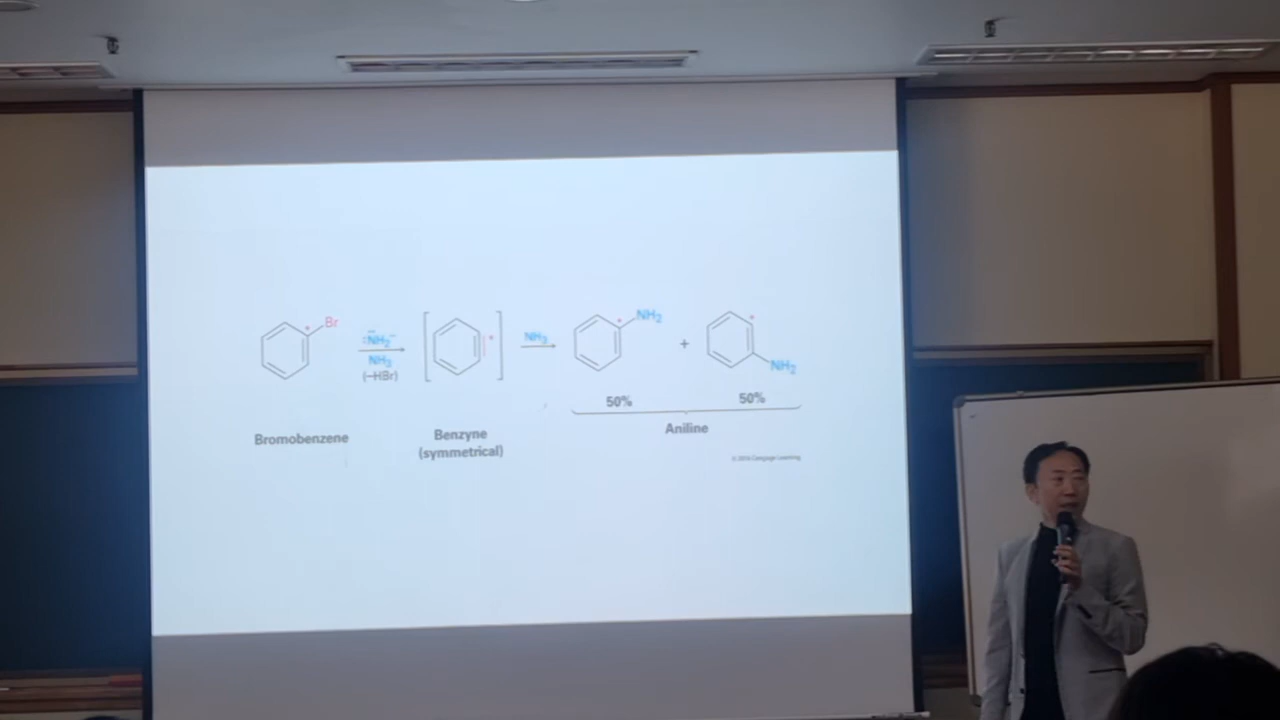 Br
:NH₂⁻
NH₃
(−HBr)
NH₃
NH₂
+
NH₂
50%
50%
Bromobenzene
Benzyne
(symmetrical)
Aniline
© 2016 Cengage Learning